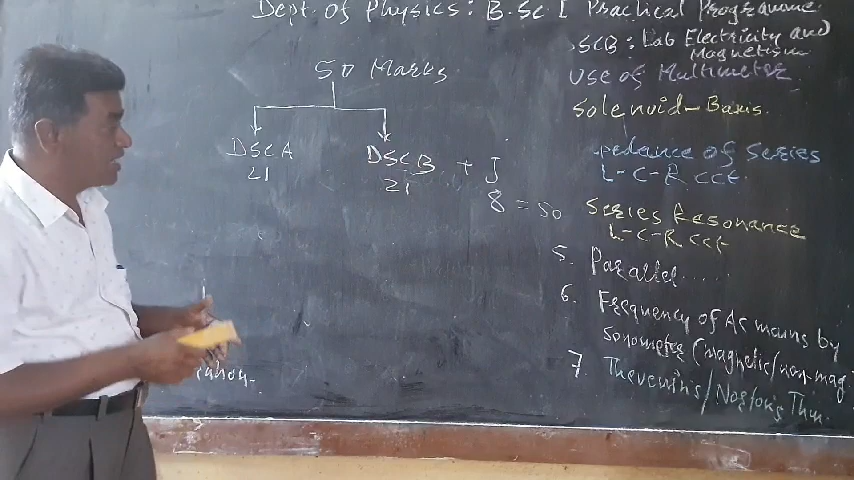 Dept. of Physics: B.Sc. I Practical Programme
DSCB: Lab Electricity and
Magnetism
50 Marks
Use of Multimeter
Solenoid - Basis.
DSCA
DSCB + J
21
21
8 = 50
pedance of Series
L-C-R cct.
Series Resonance
L-C-R cct
5. Parallel.....
6. Frequency of Ac mains by
Sonometer (magnetic/non-mag.
7 Thevenin's/Norton's Thm.